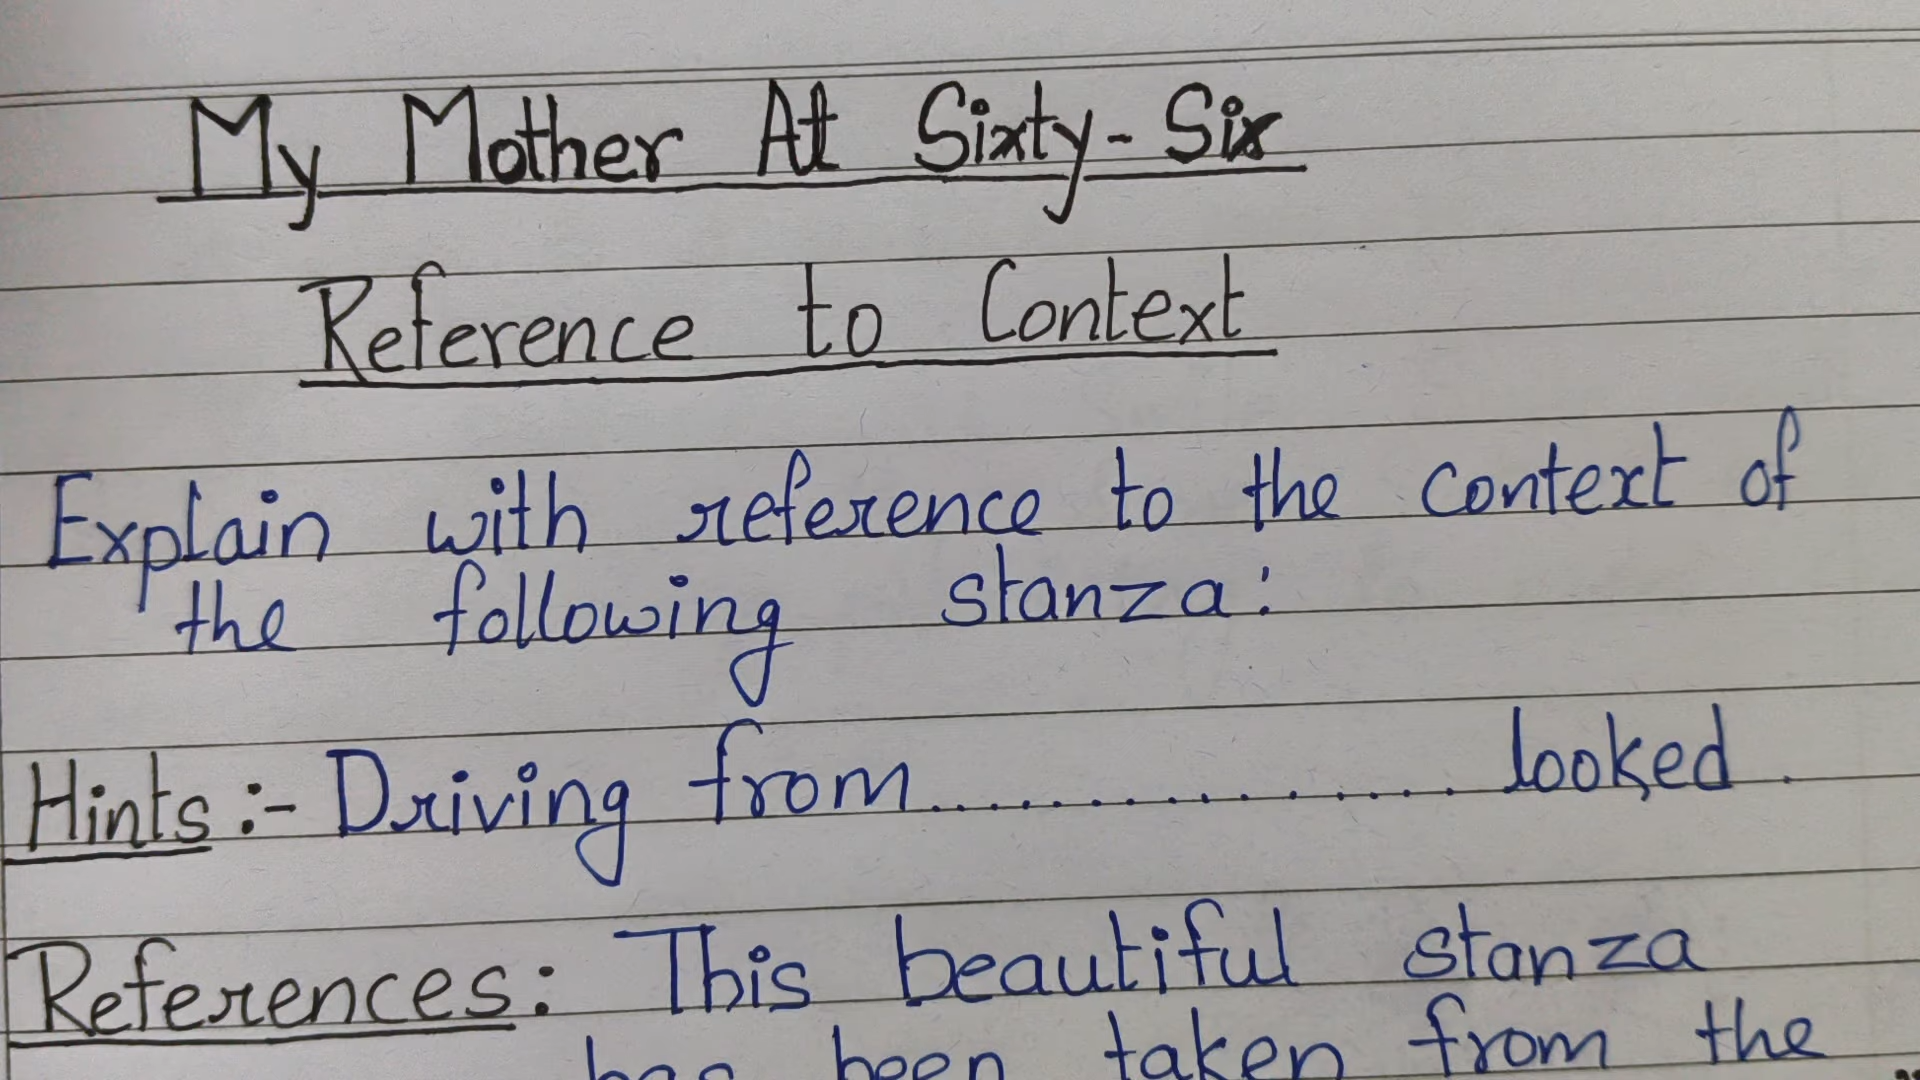 My Mother At Sixty-Six
Reference to Context
Explain with reference to the context of
the following stanza:
Hints :- Driving from.................. looked.
References: This beautiful stanza
has been taken from the